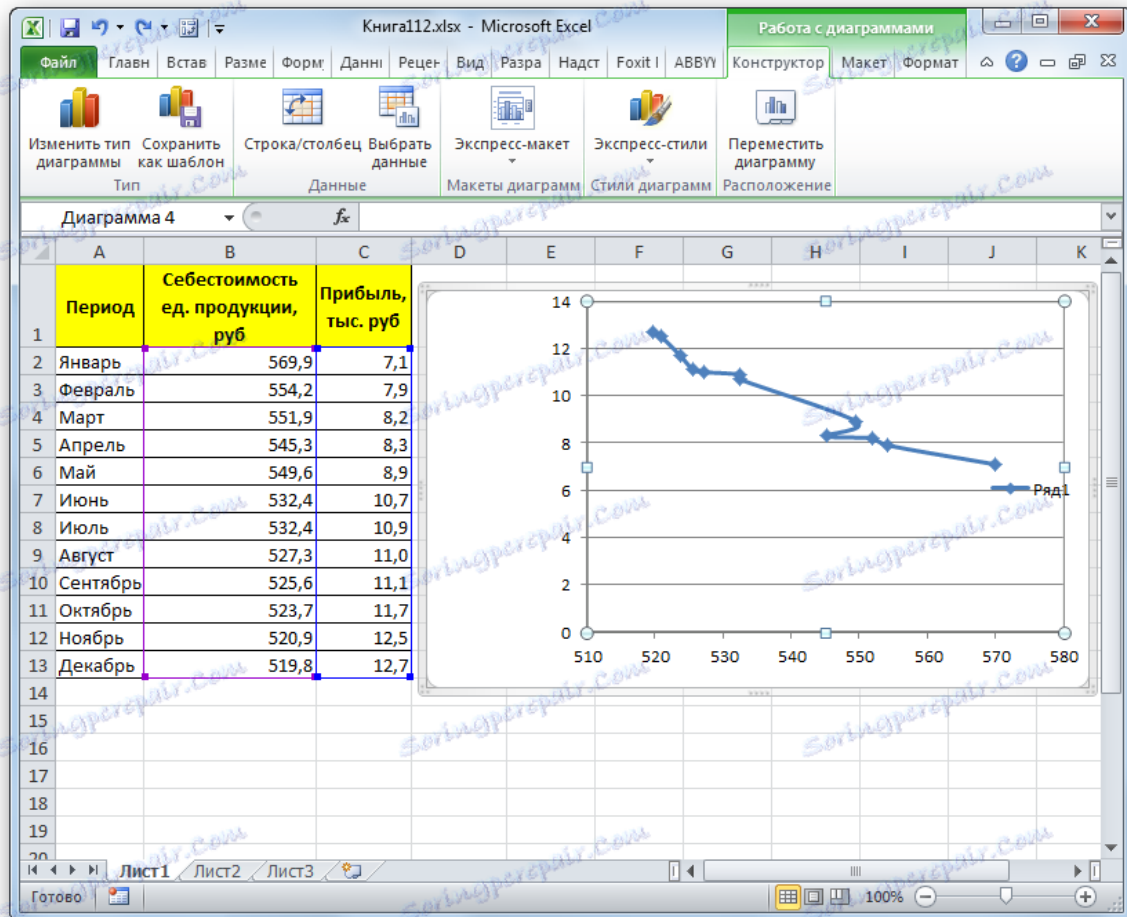 Книга112.xlsx - Microsoft Excel
Работа с диаграммами
Файл Главн Встав Разме Форм Данні Рецен Вид Разра Надст Foxit I ABBYY Конструктор Макет Формат
Изменить тип диаграммы
Сохранить как шаблон
Строка/столбец
Выбрать данные
Экспресс-макет
Экспресс-стили
Переместить диаграмму
Тип Данные Макеты диаграмм Стили диаграмм Расположение
Диаграмма 4 fx
A B C D E F G H I J K
1 Период Себестоимость ед. продукции, руб Прибыль, тыс. руб
2 Январь 569,9 7,1
3 Февраль 554,2 7,9
4 Март 551,9 8,2
5 Апрель 545,3 8,3
6 Май 549,6 8,9
7 Июнь 532,4 10,7
8 Июль 532,4 10,9
9 Август 527,3 11,0
10 Сентябрь 525,6 11,1
11 Октябрь 523,7 11,7
12 Ноябрь 520,9 12,5
13 Декабрь 519,8 12,7
14
15
16
17
18
19
20
14
12
10
8
6
4
2
0
510 520 530 540 550 560 570 580
Ряд1
Лист1 Лист2 Лист3
Готово 100%
Soringpcrepair.Com